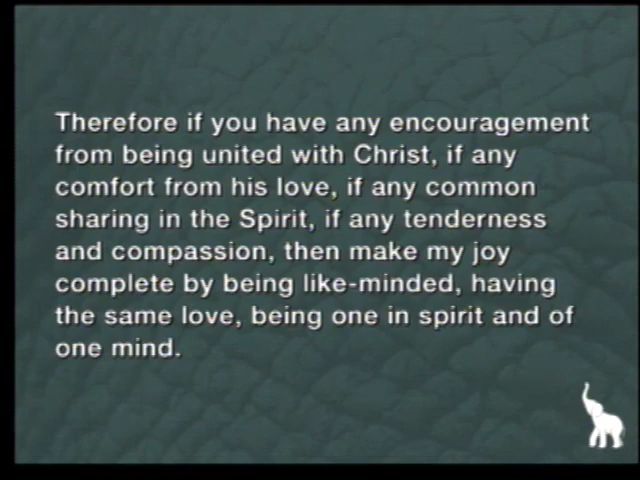 Therefore if you have any encouragement
from being united with Christ, if any
comfort from his love, if any common
sharing in the Spirit, if any tenderness
and compassion, then make my joy
complete by being like-minded, having
the same love, being one in spirit and of
one mind.